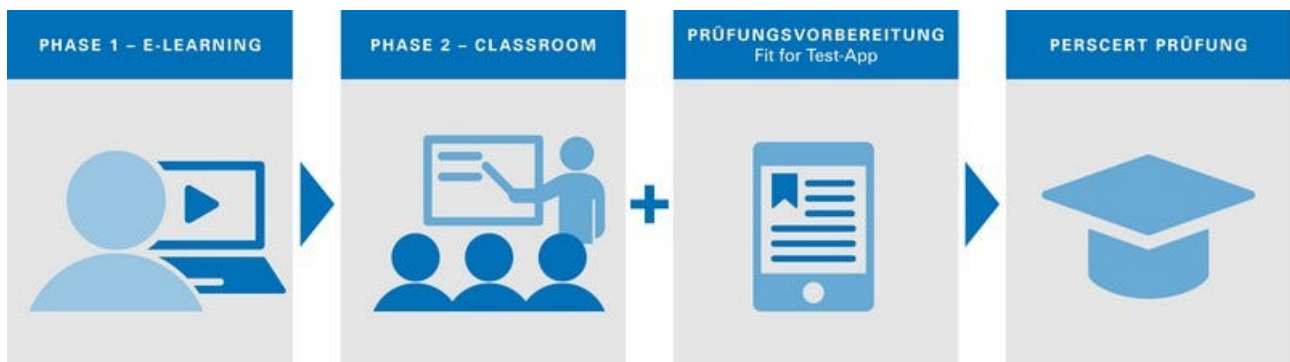 PHASE 1 – E-LEARNING
PHASE 2 – CLASSROOM
PRÜFUNGSVORBEREITUNG
Fit for Test-App
PERSCERT PRÜFUNG